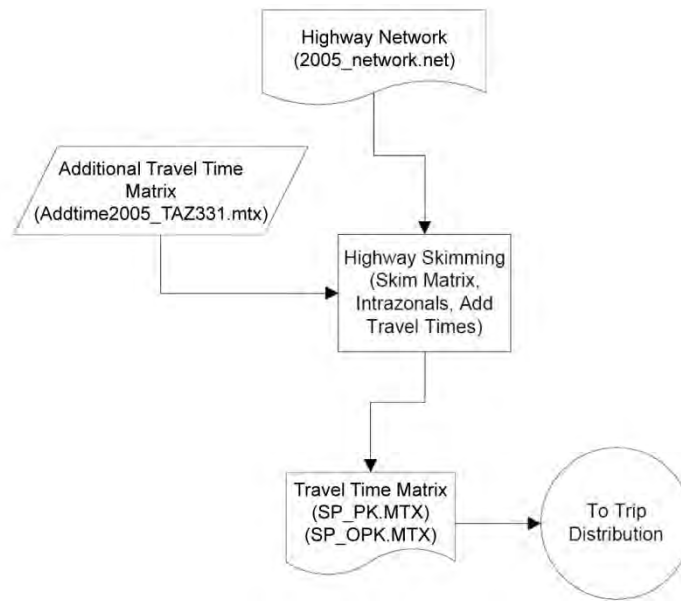 Highway Network
(2005_network.net)
Additional Travel Time
Matrix
(Addtime2005_TAZ331.mtx)
Highway Skimming
(Skim Matrix,
Intrazonals, Add
Travel Times)
Travel Time Matrix
(SP_PK.MTX)
(SP_OPK.MTX)
To Trip
Distribution